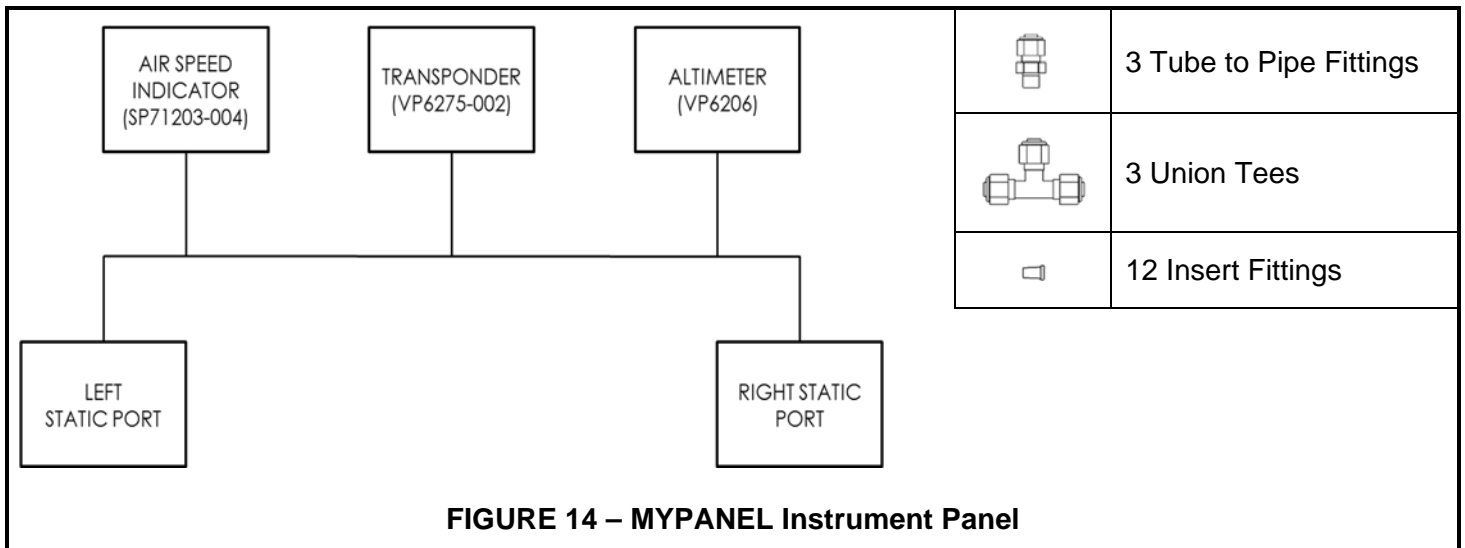 AIR SPEED
INDICATOR
(SP71203-004)
TRANSPONDER
(VP6275-002)
ALTIMETER
(VP6206)
LEFT
STATIC PORT
RIGHT STATIC
PORT
3 Tube to Pipe Fittings
3 Union Tees
12 Insert Fittings
FIGURE 14 – MYPANEL Instrument Panel